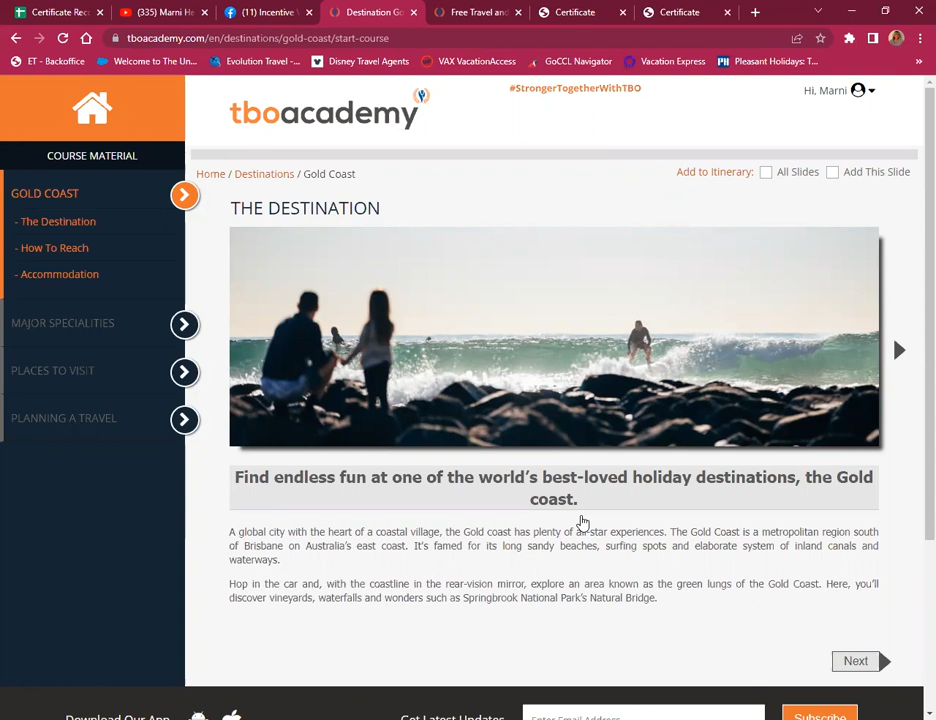 Certificate Rec
(335) Marni He
(11) Incentive
Destination Go
Free Travel and
Certificate
Certificate
tboacademy.com/en/destinations/gold-coast/start-course
ET - Backoffice
Welcome to The Un...
Evolution Travel -...
Disney Travel Agents
VAX VacationAccess
GoCCL Navigator
Vacation Express
Pleasant Holidays: T...
»
tboacademy
#StrongerTogetherWithTBO
Hi, Marni
COURSE MATERIAL
GOLD COAST
- The Destination
- How To Reach
- Accommodation
MAJOR SPECIALITIES
PLACES TO VISIT
PLANNING A TRAVEL
Home / Destinations / Gold Coast
Add to Itinerary: All Slides Add This Slide
THE DESTINATION
Find endless fun at one of the world's best-loved holiday destinations, the Gold
coast.
A global city with the heart of a coastal village, the Gold coast has plenty of all-star experiences. The Gold Coast is a metropolitan region south
of Brisbane on Australia's east coast. It's famed for its long sandy beaches, surfing spots and elaborate system of inland canals and
waterways.
Hop in the car and, with the coastline in the rear-vision mirror, explore an area known as the green lungs of the Gold Coast. Here, you'll
discover vineyards, waterfalls and wonders such as Springbrook National Park's Natural Bridge.
Next
Download Our App
Get Latest Updates
Enter Email Address
Subscribe